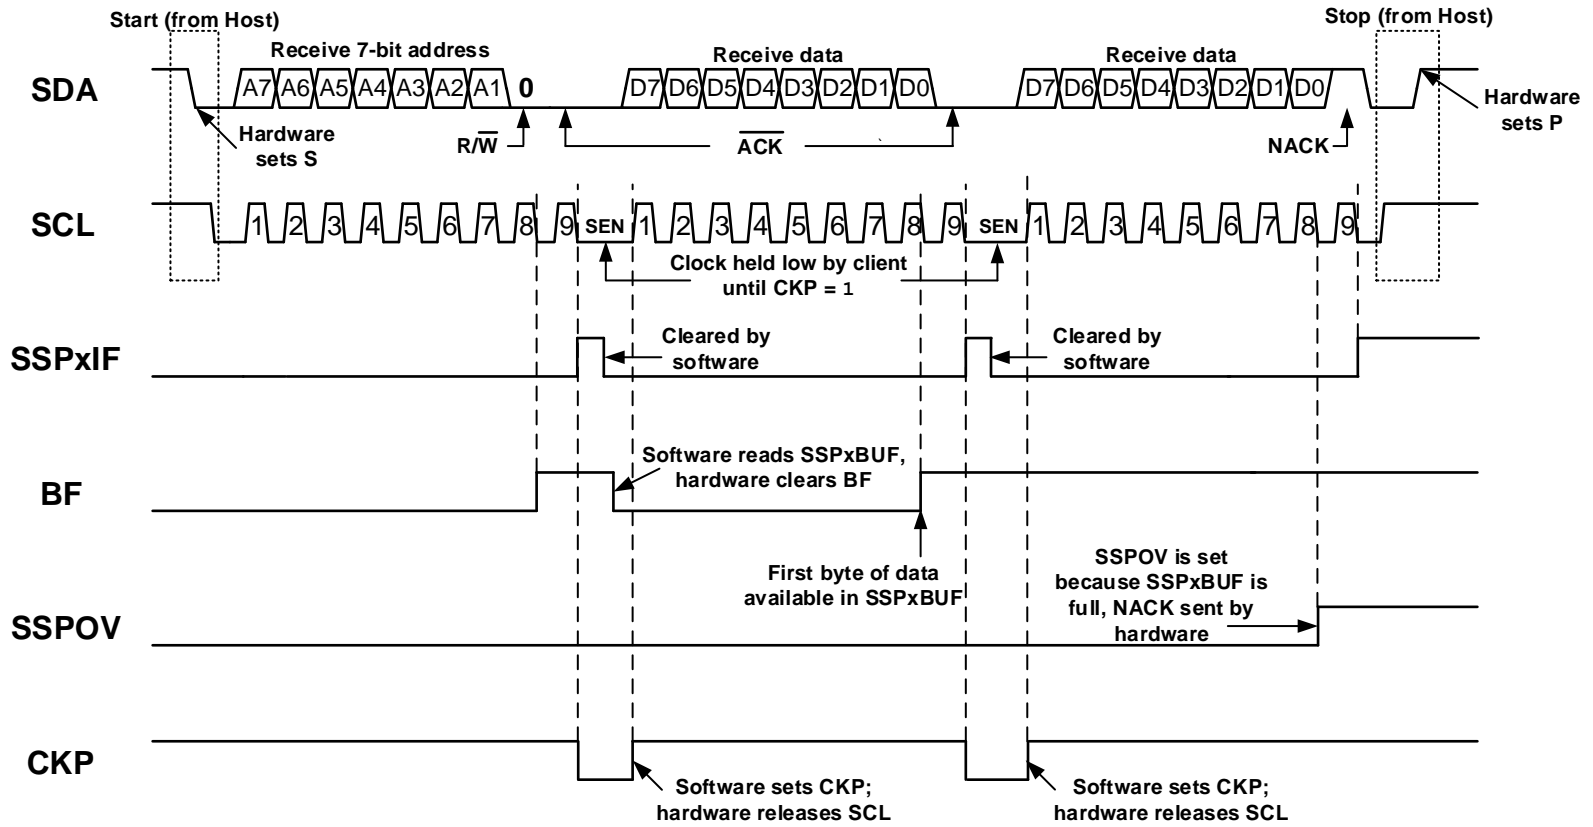 Start (from Host)
Stop (from Host)
Receive 7-bit address
Receive data
Receive data
SDA
A7 A6 A5 A4 A3 A2 A1 0
D7 D6 D5 D4 D3 D2 D1 D0
D7 D6 D5 D4 D3 D2 D1 D0
Hardware
sets S
R/W
ACK
NACK
Hardware
sets P
SCL
1 2 3 4 5 6 7 8 9 SEN 1 2 3 4 5 6 7 8 9 SEN 1 2 3 4 5 6 7 8 9
Clock held low by client
until CKP = 1
SSPxIF
Cleared by
software
Cleared by
software
BF
Software reads SSPxBUF,
hardware clears BF
First byte of data
available in SSPxBUF
SSPOV
SSPOV is set
because SSPxBUF is
full, NACK sent by
hardware
CKP
Software sets CKP;
hardware releases SCL
Software sets CKP;
hardware releases SCL